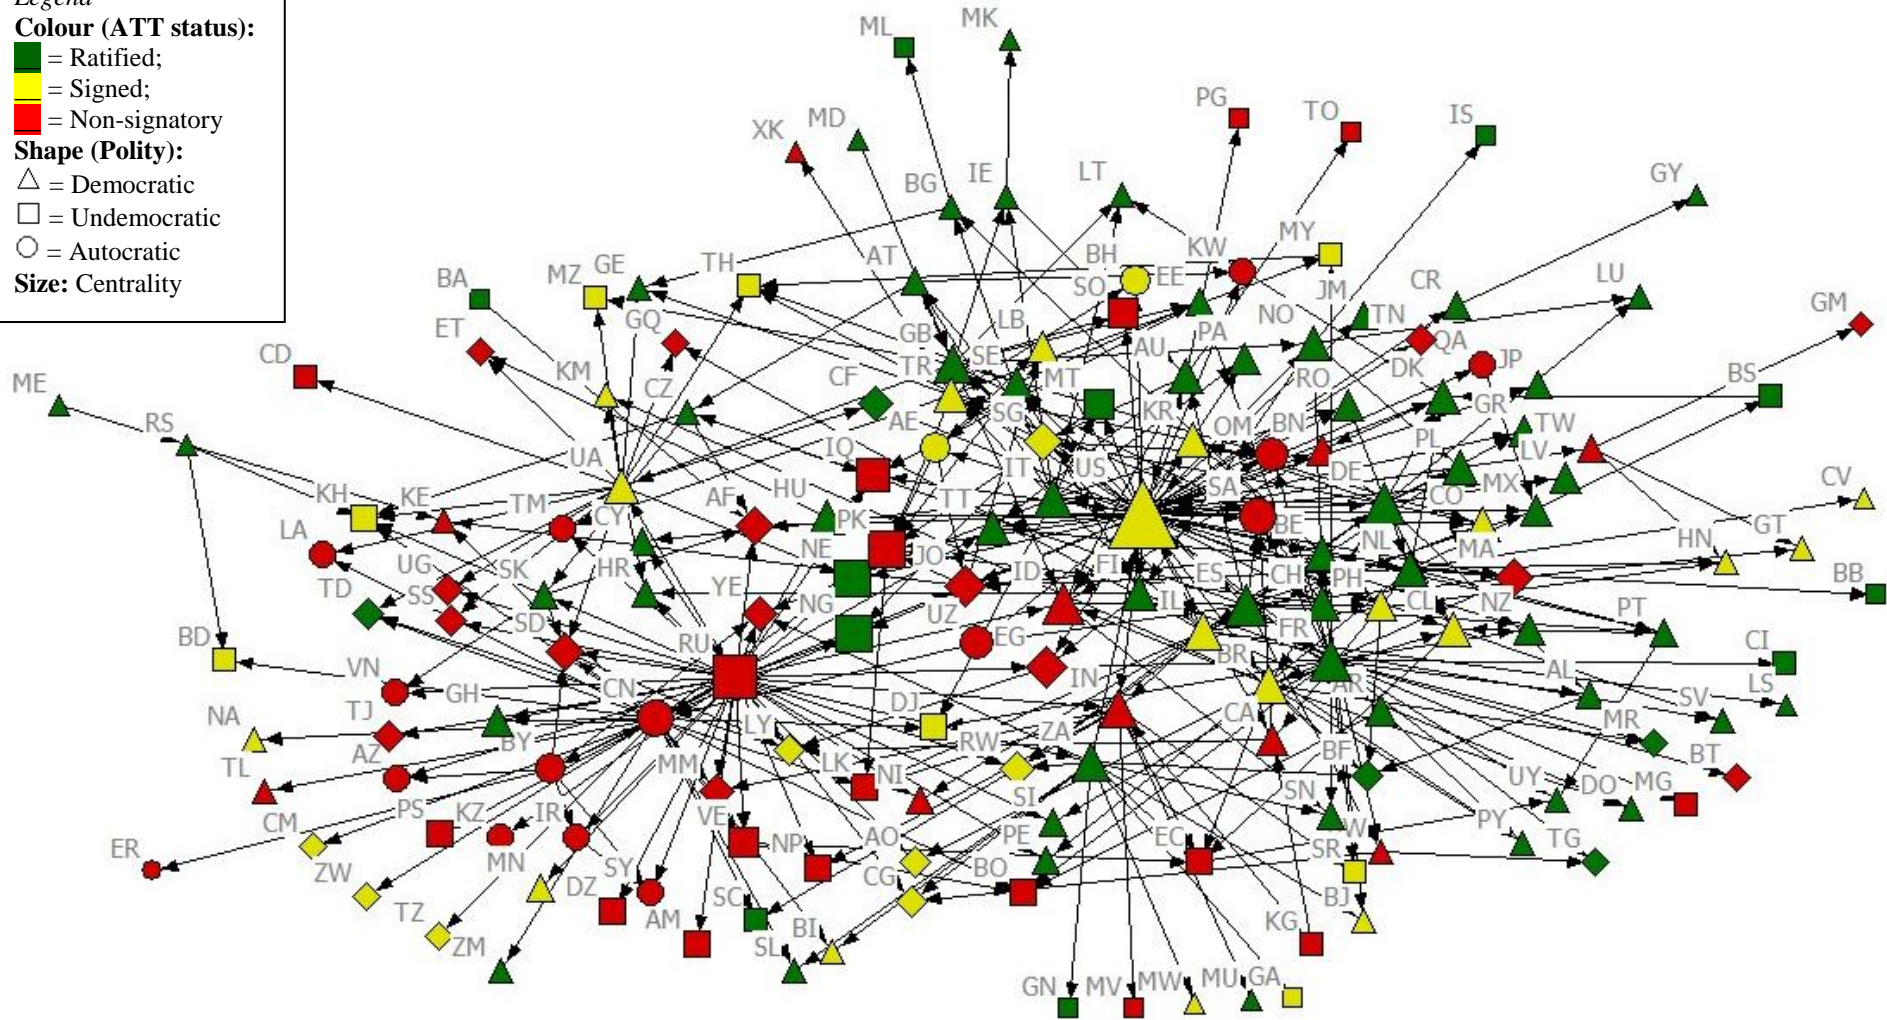 Legend
Colour (ATT status):
= Ratified;
= Signed;
= Non-signatory
Shape (Polity):
= Democratic
= Undemocratic
= Autocratic
Size: Centrality
ML
MK
PG
TO
IS
XK
MD
BG
IE
LT
GY
BA
MZ
GE
TH
AT
BH
KW
MY
SO
EE
JM
TN
CR
LU
GM
ET
GQ
GB
LB
AU
PA
NO
QA
CD
KM
CZ
CF
TR
SE
MT
RO
DK
JP
BS
ME
RS
AE
SG
KR
OM
BN
GR
TW
UA
IQ
IT
US
SA
DE
PL
LV
CV
KH
KE
TM
CY
AF
HU
PK
TT
CO
MX
LA
UG
SK
HR
NE
JO
ID
FI
ES
BE
CH
PH
NL
MA
HN
GT
BB
TD
SS
SD
YE
NG
UZ
EG
IL
FR
CL
NZ
PT
BD
VN
GH
RU
CN
DJ
IN
BR
AR
AL
CI
LS
SV
NA
TJ
AZ
BY
LY
RW
ZA
CA
BF
MR
BT
TL
PS
KZ
IR
MM
LK
NI
SI
SN
UY
DO
MG
ER
CM
ZW
MN
DZ
SY
VE
NP
AO
PE
EC
SR
W
PY
TG
TZ
ZM
AM
SC
SL
BI
CG
BO
KG
BJ
GN
MV
MW
MU
GA